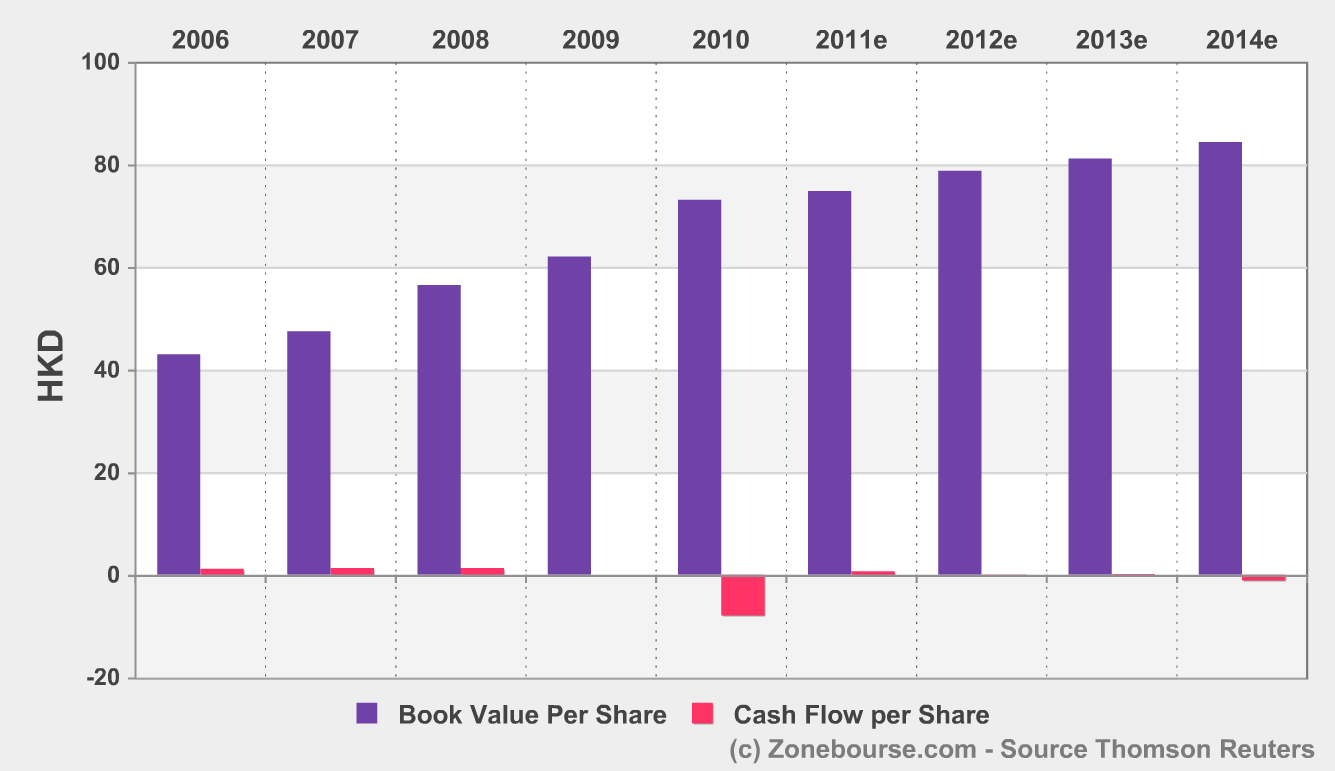 2006 2007 2008 2009 2010 2011e 2012e 2013e 2014e
100
80
60
40
20
0
-20
HKD
Book Value Per Share Cash Flow per Share
(c) Zonebourse.com - Source Thomson Reuters